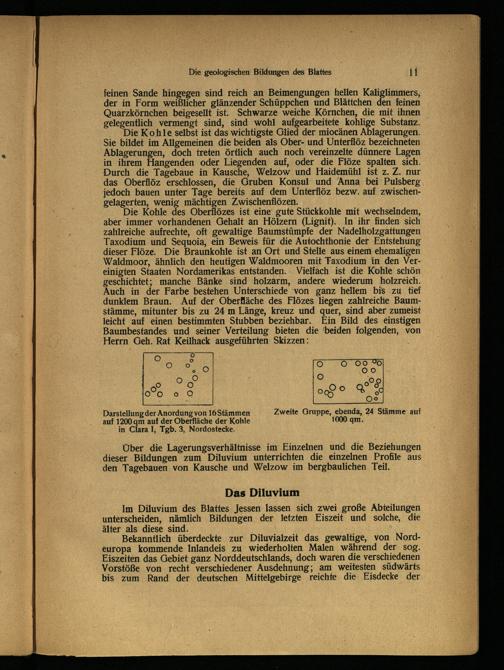 Die geologischen Bildungen des Blattes 11
feinen Sande hingegen sind reich an Beimengungen hellen Kaliglimmers,
der in Form weißlicher glänzender Schüppchen und Blättchen den feinen
Quarzkörnchen beigesellt ist. Schwarze weiche Körnchen, die mit ihnen
gelegentlich vermengt sind, sind wohl aufgearbeitete kohlige Substanz.
Die Kohle selbst ist das wichtigste Glied der miocänen Ablagerungen.
Sie bildet im Allgemeinen die beiden als Ober- und Unterflöz bezeichneten
Ablagerungen, doch treten örtlich auch noch vereinzelte dünnere Lagen
in ihrem Hangenden oder Liegenden auf, oder die Flöze spalten sich.
Durch die Tagebaue in Kausche, Welzow und Haidemühl ist z. Z. nur
das Oberflöz erschlossen, die Gruben Konsul und Anna bei Pulsberg
jedoch bauen unter Tage bereits auf dem Unterflöz bezw. auf zwischen-
gelagerten, wenig mächtigen Zwischenflözen.
Die Kohle des Oberflözes ist eine gute Stückkohle mit wechselndem,
aber immer vorhandenen Gehalt an Hölzern (Lignit). In ihr finden sich
zahlreiche aufrechte, oft gewaltige Baumstümpfe der Nadelholzgattungen
Taxodium und Sequoia, ein Beweis für die Autochthonie der Entstehung
dieser Flöze. Die Braunkohle ist an Ort und Stelle aus einem ehemaligen
Waldmoor, ähnlich den heutigen Waldmooren mit Taxodium in den Ver-
einigten Staaten Nordamerikas entstanden. Vielfach ist die Kohle schön
geschichtet; manche Bänke sind holzarm, andere wiederum holzreich.
Auch in der Farbe bestehen Unterschiede von ganz hellem bis zu tief
dunklem Braun. Auf der Oberfläche des Flözes liegen zahlreiche Baum-
stämme, mitunter bis zu 24 m Länge, kreuz und quer, sind aber zumeist
leicht auf einen bestimmten Stubben beziehbar. Ein Bild des einstigen
Baumbestandes und seiner Verteilung bieten die beiden folgenden, von
Herrn Geh. Rat Keilhack ausgeführten Skizzen:
Darstellung der Anordung von 16 Stämmen
auf 1200 qm auf der Oberfläche der Kohle
in Clara I, Tgb. 3, Nordostecke.
Zweite Gruppe, ebenda, 24 Stämme auf
1000 qm.
Über die Lagerungsverhältnisse im Einzelnen und die Beziehungen
dieser Bildungen zum Diluvium unterrichten die einzelnen Profile aus
den Tagebauen von Kausche und Welzow im bergbaulichen Teil.
Das Diluvium
Im Diluvium des Blattes Jessen lassen sich zwei große Abteilungen
unterscheiden, nämlich Bildungen der letzten Eiszeit und solche, die
älter als diese sind.
Bekanntlich überdeckte zur Diluvialzeit das gewaltige, von Nord-
europa kommende Inlandeis zu wiederholten Malen während der sog.
Eiszeiten das Gebiet ganz Norddeutschlands, doch waren die verschiedenen
Vorstöße von recht verschiedener Ausdehnung; am weitesten südwärts
bis zum Rand der deutschen Mittelgebirge reichte die Eisdecke der